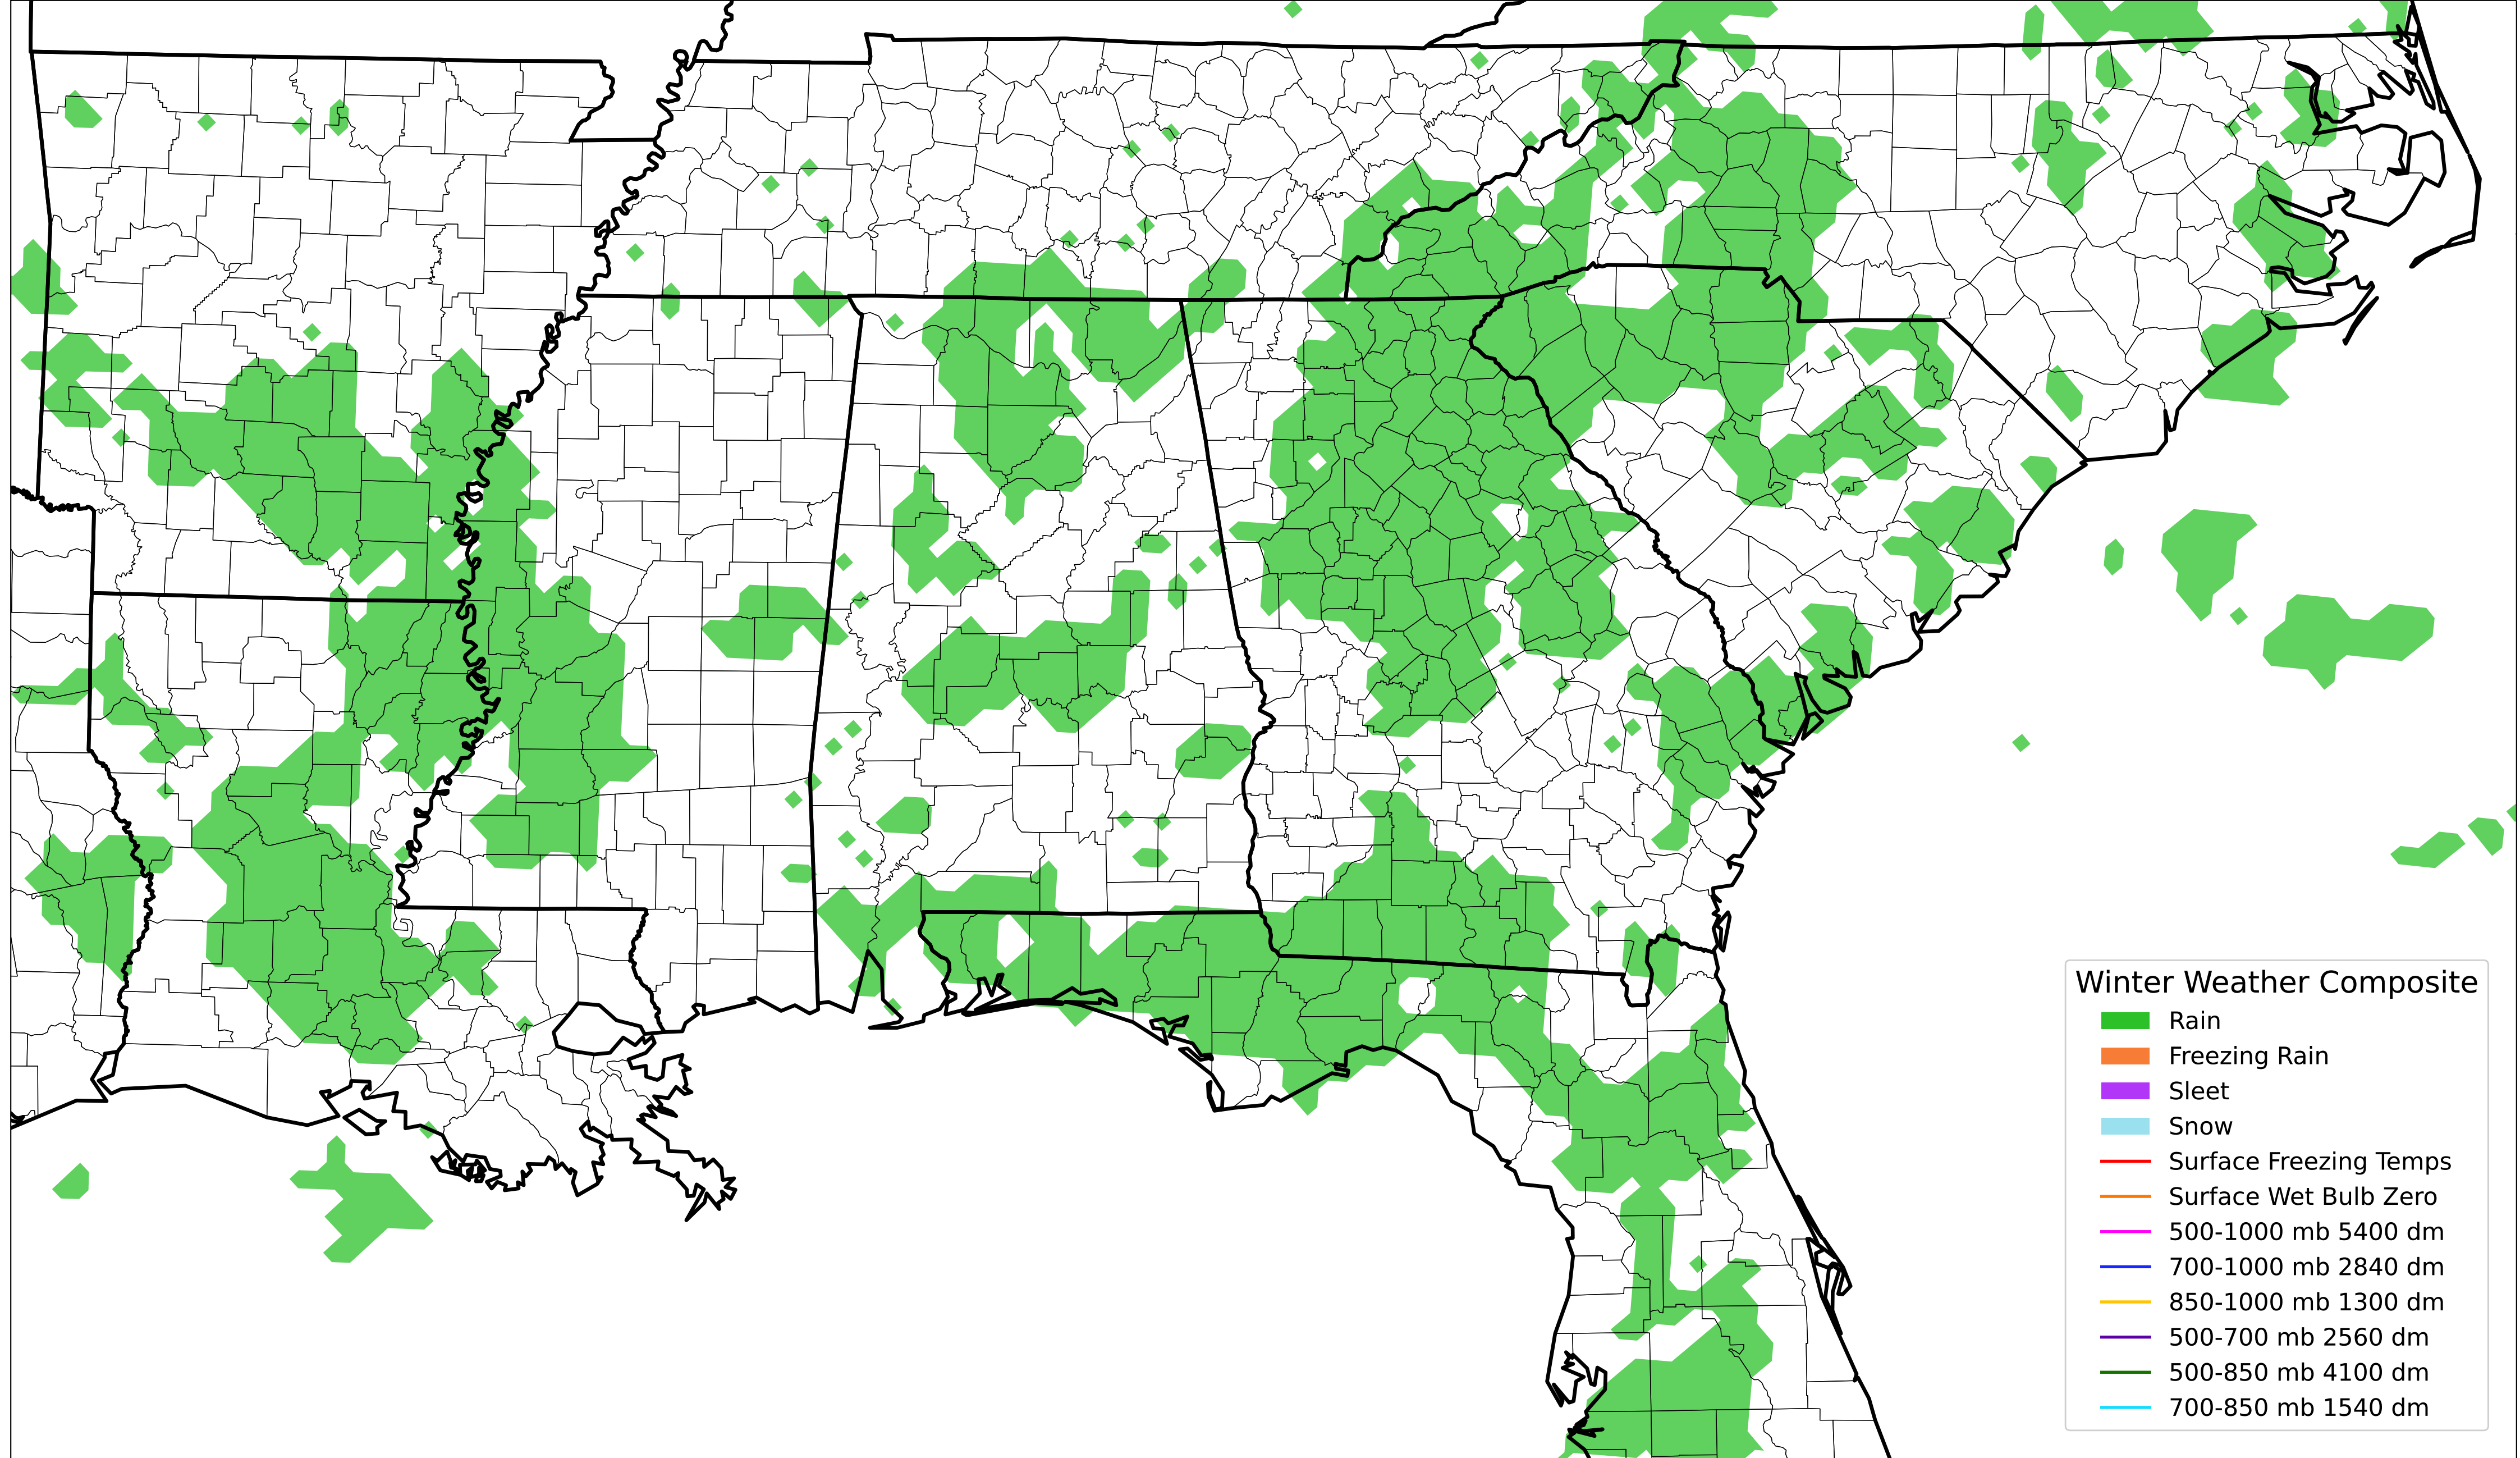 Winter Weather Composite
Rain
Freezing Rain
Sleet
Snow
Surface Freezing Temps
Surface Wet Bulb Zero
500-1000 mb 5400 dm
700-1000 mb 2840 dm
850-1000 mb 1300 dm
500-700 mb 2560 dm
500-850 mb 4100 dm
700-850 mb 1540 dm